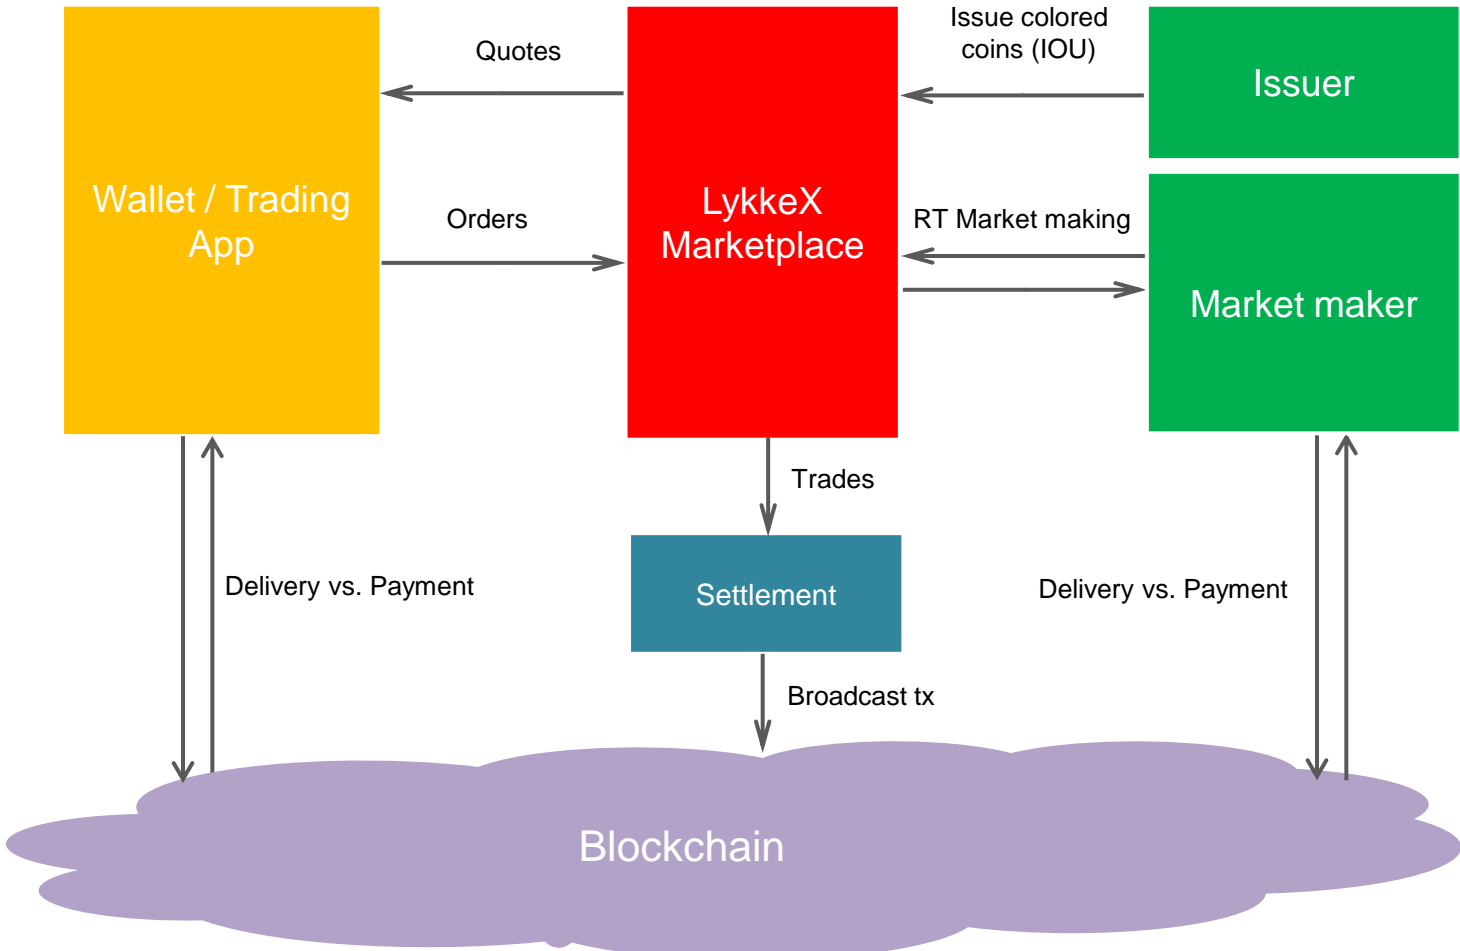 Issue colored
coins (IOU)
Quotes
Issuer
Wallet / Trading
App
LykkeX
Marketplace
Orders
RT Market making
Market maker
Trades
Delivery vs. Payment
Settlement
Delivery vs. Payment
Broadcast tx
Blockchain